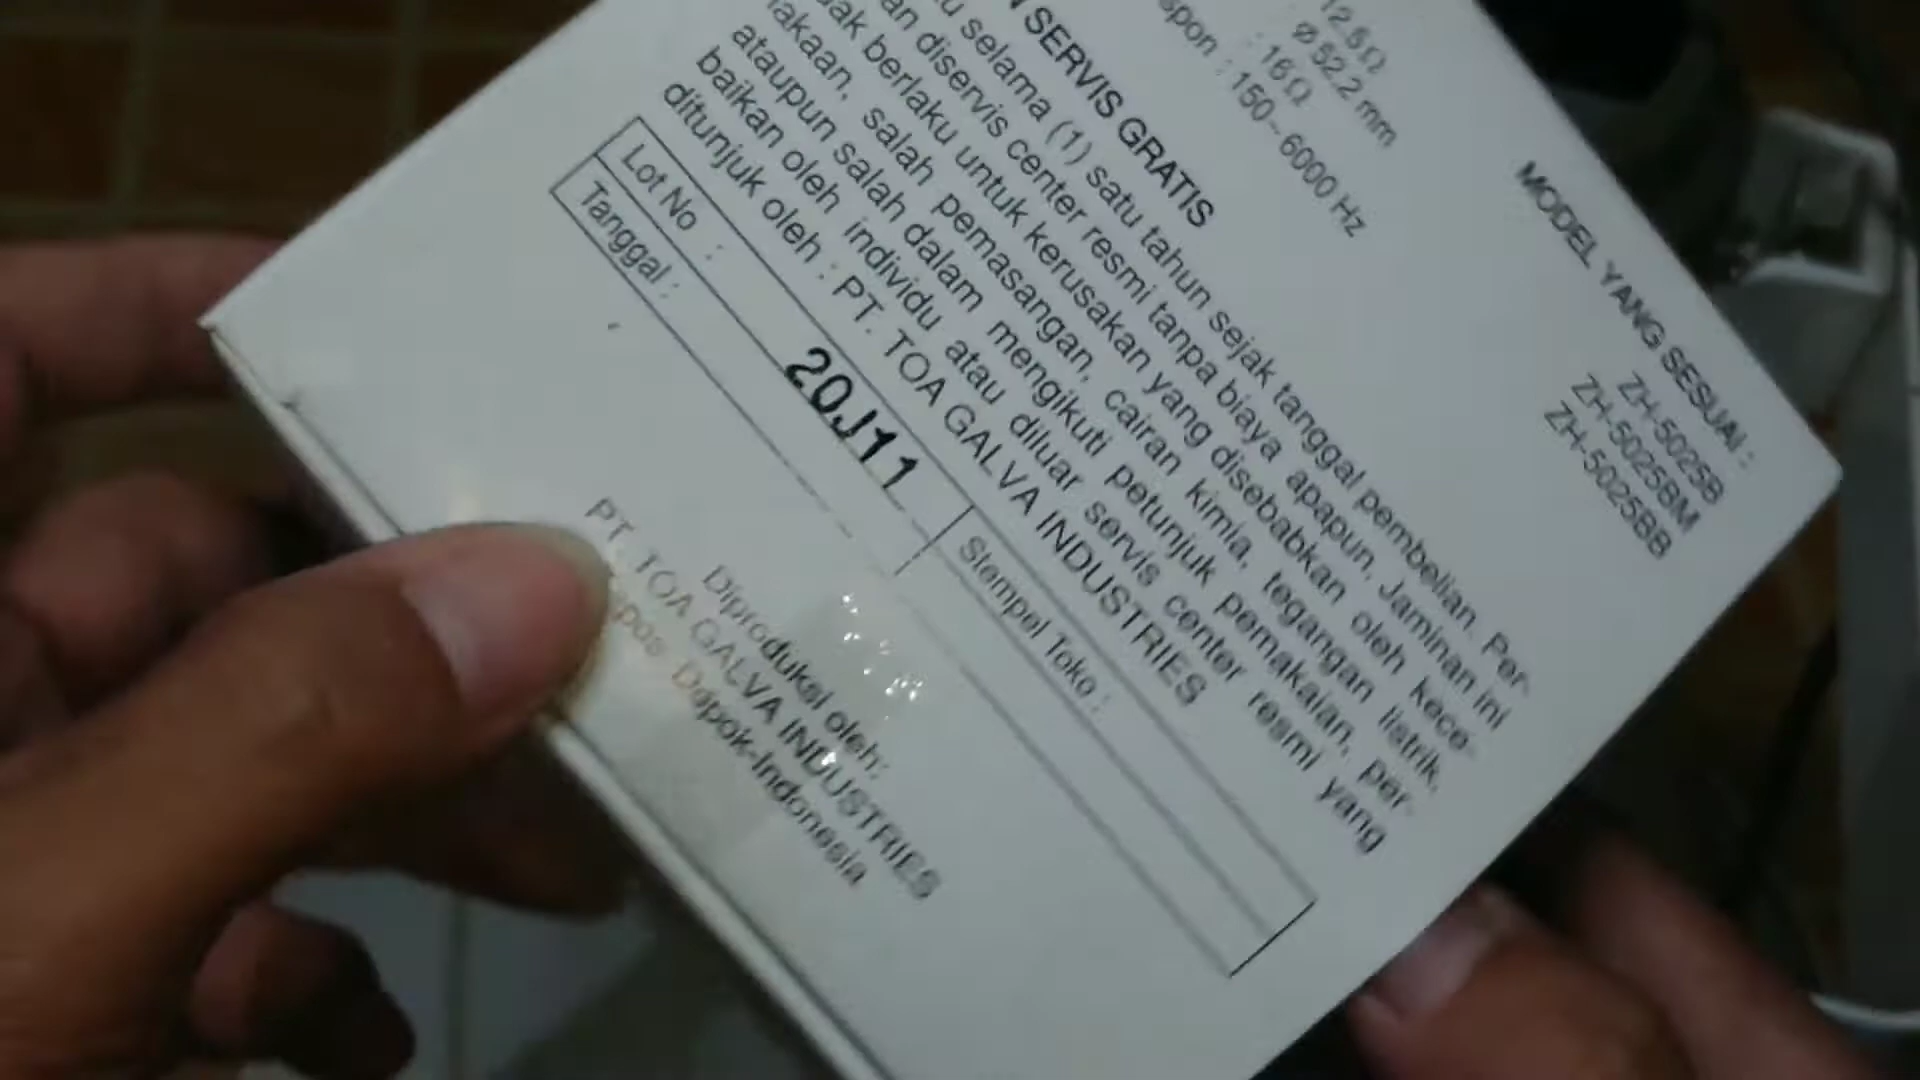 12.5 Ω
Ø 52.2 mm
: 16 Ω
spon : 150~6000 Hz
MODEL YANG SESUAI :
ZH-5025B
ZH-5025BM
ZH-5025BB
SERVIS GRATIS
selama (1) satu tahun sejak tanggal pembelian. Per-
an diservis center resmi tanpa biaya apapun. Jaminan ini
dak berlaku untuk kerusakan yang disebabkan oleh kece-
lakaan, salah pemasangan, cairan kimia, tegangan listrik,
ataupun salah dalam mengikuti petunjuk pemakaian, per-
baikan oleh individu atau diluar servis center resmi yang
ditunjuk oleh : PT. TOA GALVA INDUSTRIES
Lot No :
20J11
Stempel Toko :
Tanggal :
Diproduksi oleh:
PT. TOA GALVA INDUSTRIES
Depok-Indonesia